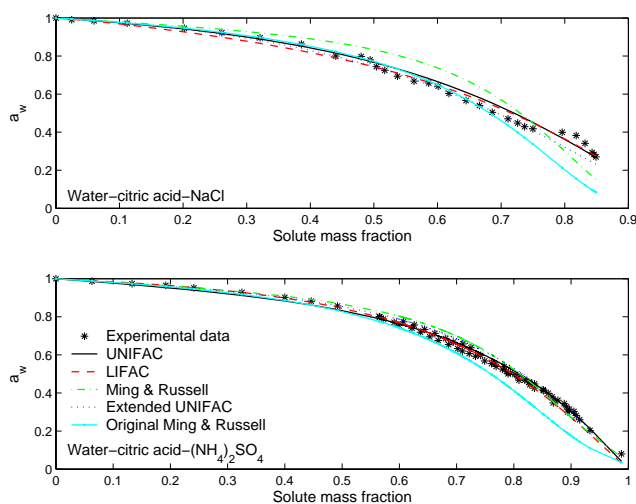 1
0.8
0.6
0.4
0.2
0
a_w
Water−citric acid−NaCl
0 0.1 0.2 0.3 0.4 0.5 0.6 0.7 0.8 0.9
Solute mass fraction
1
0.8
0.6
0.4
0.2
0
a_w
Experimental data
UNIFAC
LIFAC
Ming & Russell
Extended UNIFAC
Original Ming & Russell
Water−citric acid−(NH_4)_2SO_4
0 0.1 0.2 0.3 0.4 0.5 0.6 0.7 0.8 0.9 1
Solute mass fraction